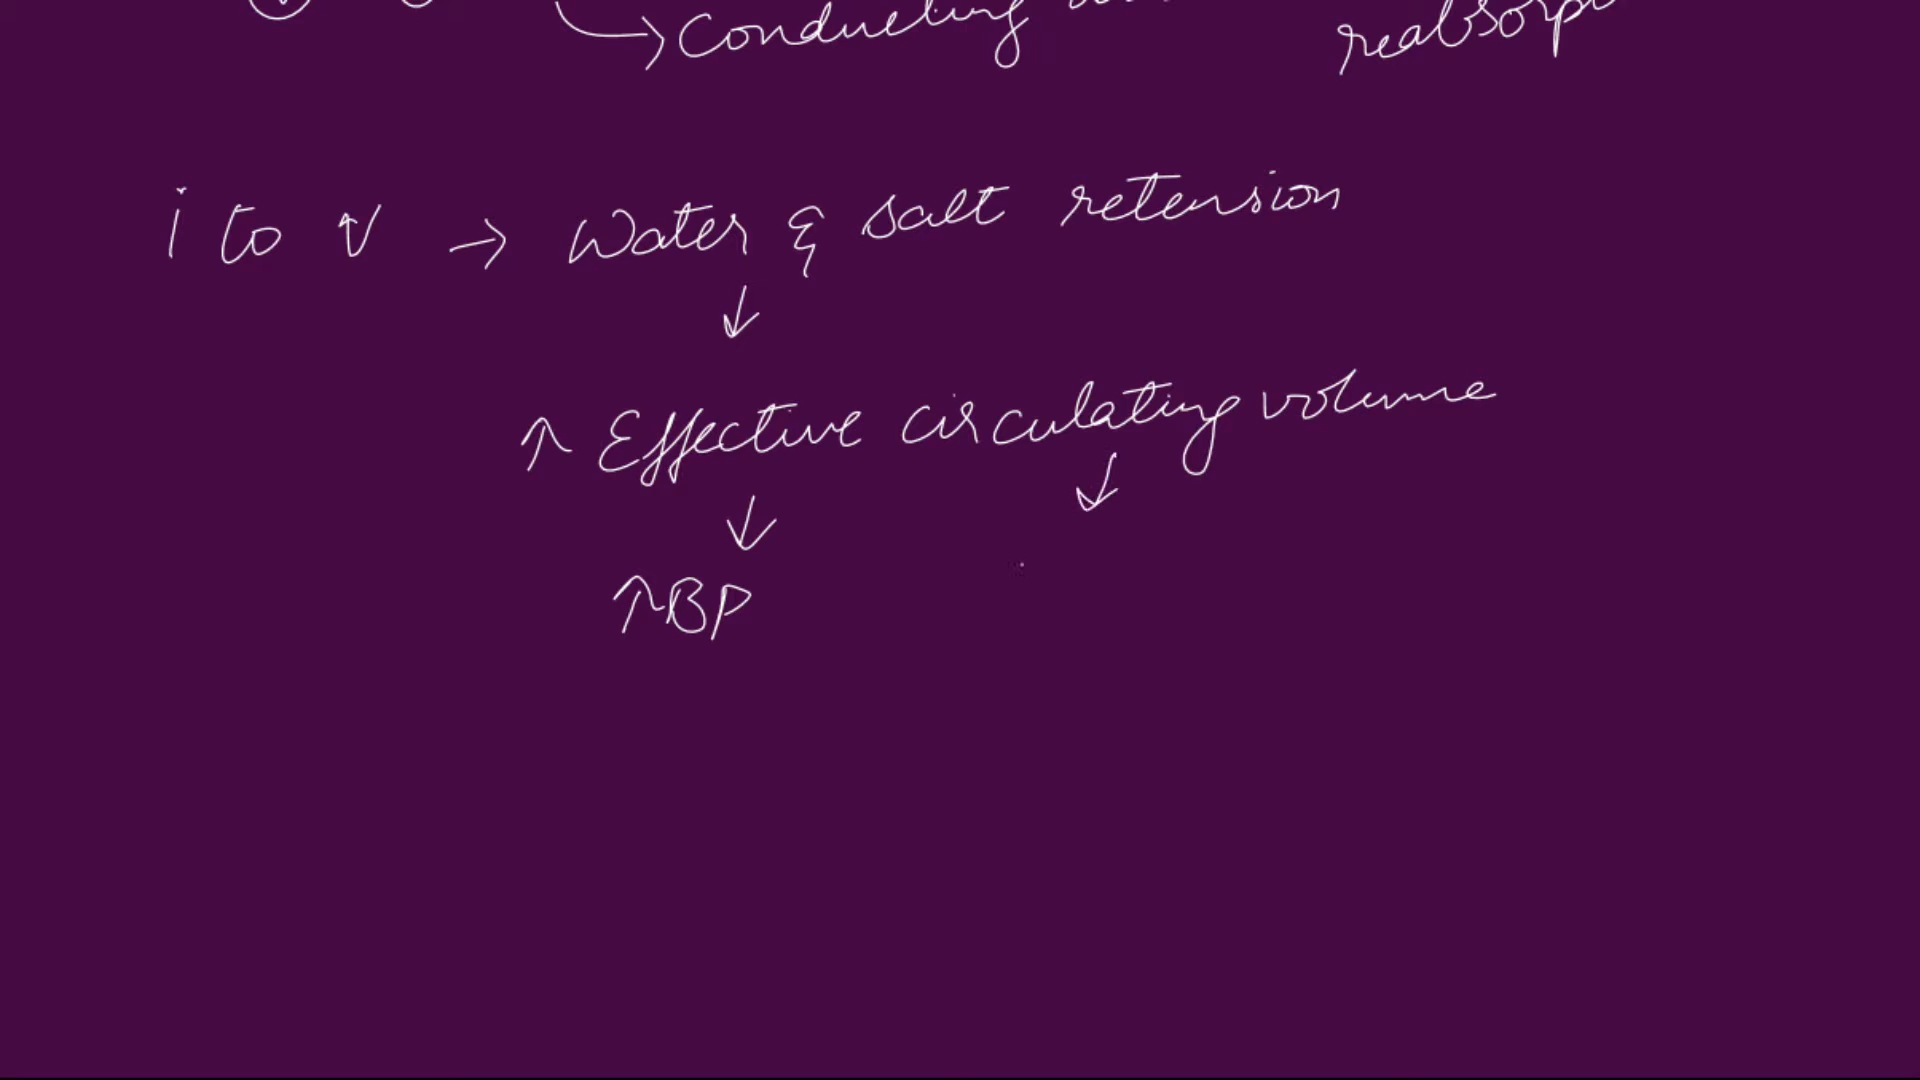 → Conducting reabsorp
i to v → Water & salt retension
↓
↑ Effective circulating volume
↓ ↓
↑BP